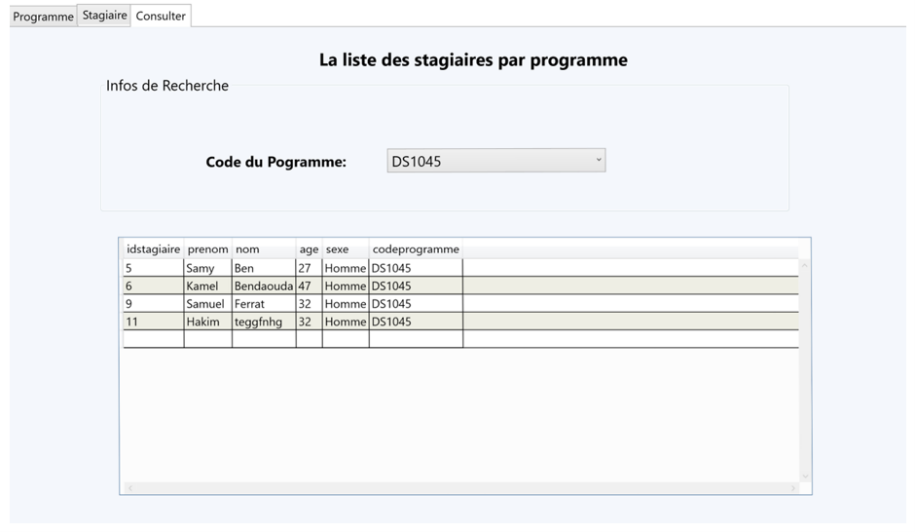 Programme Stagiaire Consulter
La liste des stagiaires par programme
Infos de Recherche
Code du Pogramme: DS1045
idstagiaire prenom nom age sexe codeprogramme
5 Samy Ben 27 Homme DS1045
6 Kamel Bendaouda 47 Homme DS1045
9 Samuel Ferrat 32 Homme DS1045
11 Hakim teggfnhg 32 Homme DS1045